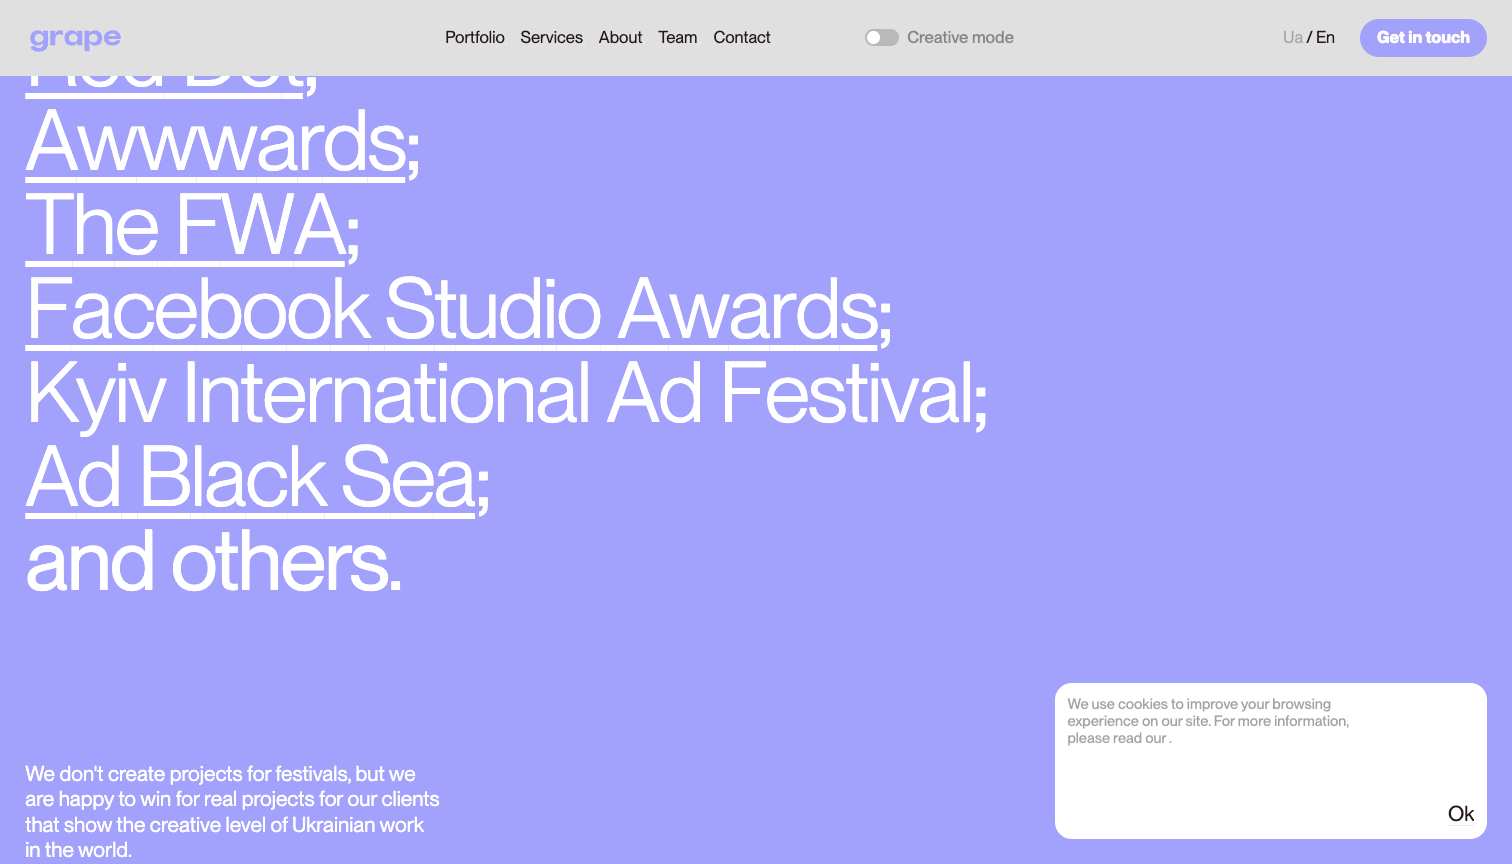 grape
Portfolio Services About Team Contact
Creative mode
Ua / En
Get in touch
Red Dot;
Awwwards;
The FWA;
Facebook Studio Awards;
Kyiv International Ad Festival;
Ad Black Sea;
and others.
We don't create projects for festivals, but we
are happy to win for real projects for our clients
that show the creative level of Ukrainian work
in the world.
We use cookies to improve your browsing
experience on our site. For more information,
please read our .
Ok